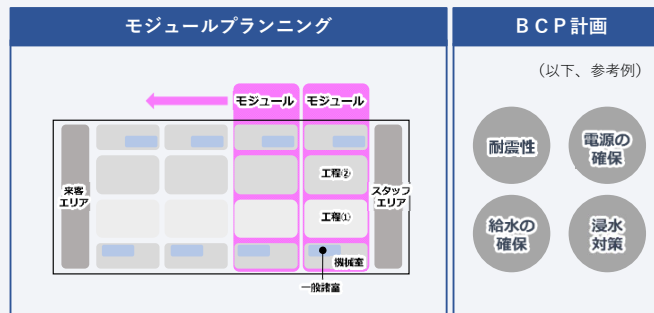 モジュールプランニング
モジュール モジュール
来客
エリア
工程②
工程①
機械室
一般諸室
スタッフ
エリア
ＢＣＰ計画
（以下、参考例）
耐震性
電源の
確保
給水の
確保
浸水
対策